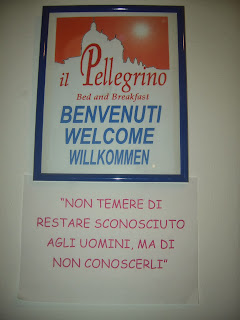 il Pellegrino
Bed and Breakfast
BENVENUTI
WELCOME
WILLKOMMEN
"NON TEMERE DI
RESTARE SCONOSCIUTO
AGLI UOMINI, MA DI
NON CONOSCERLI"